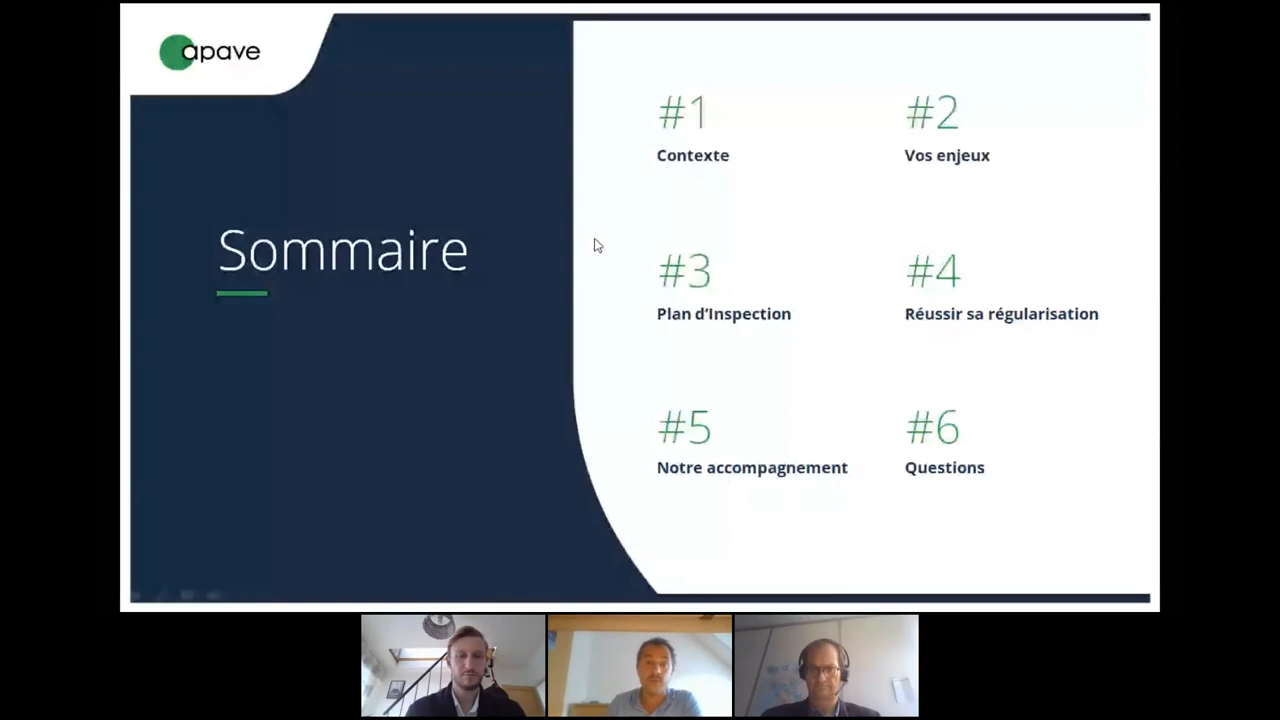 apave
Sommaire
#1
Contexte
#2
Vos enjeux
#3
Plan d'Inspection
#4
Réussir sa régularisation
#5
Notre accompagnement
#6
Questions